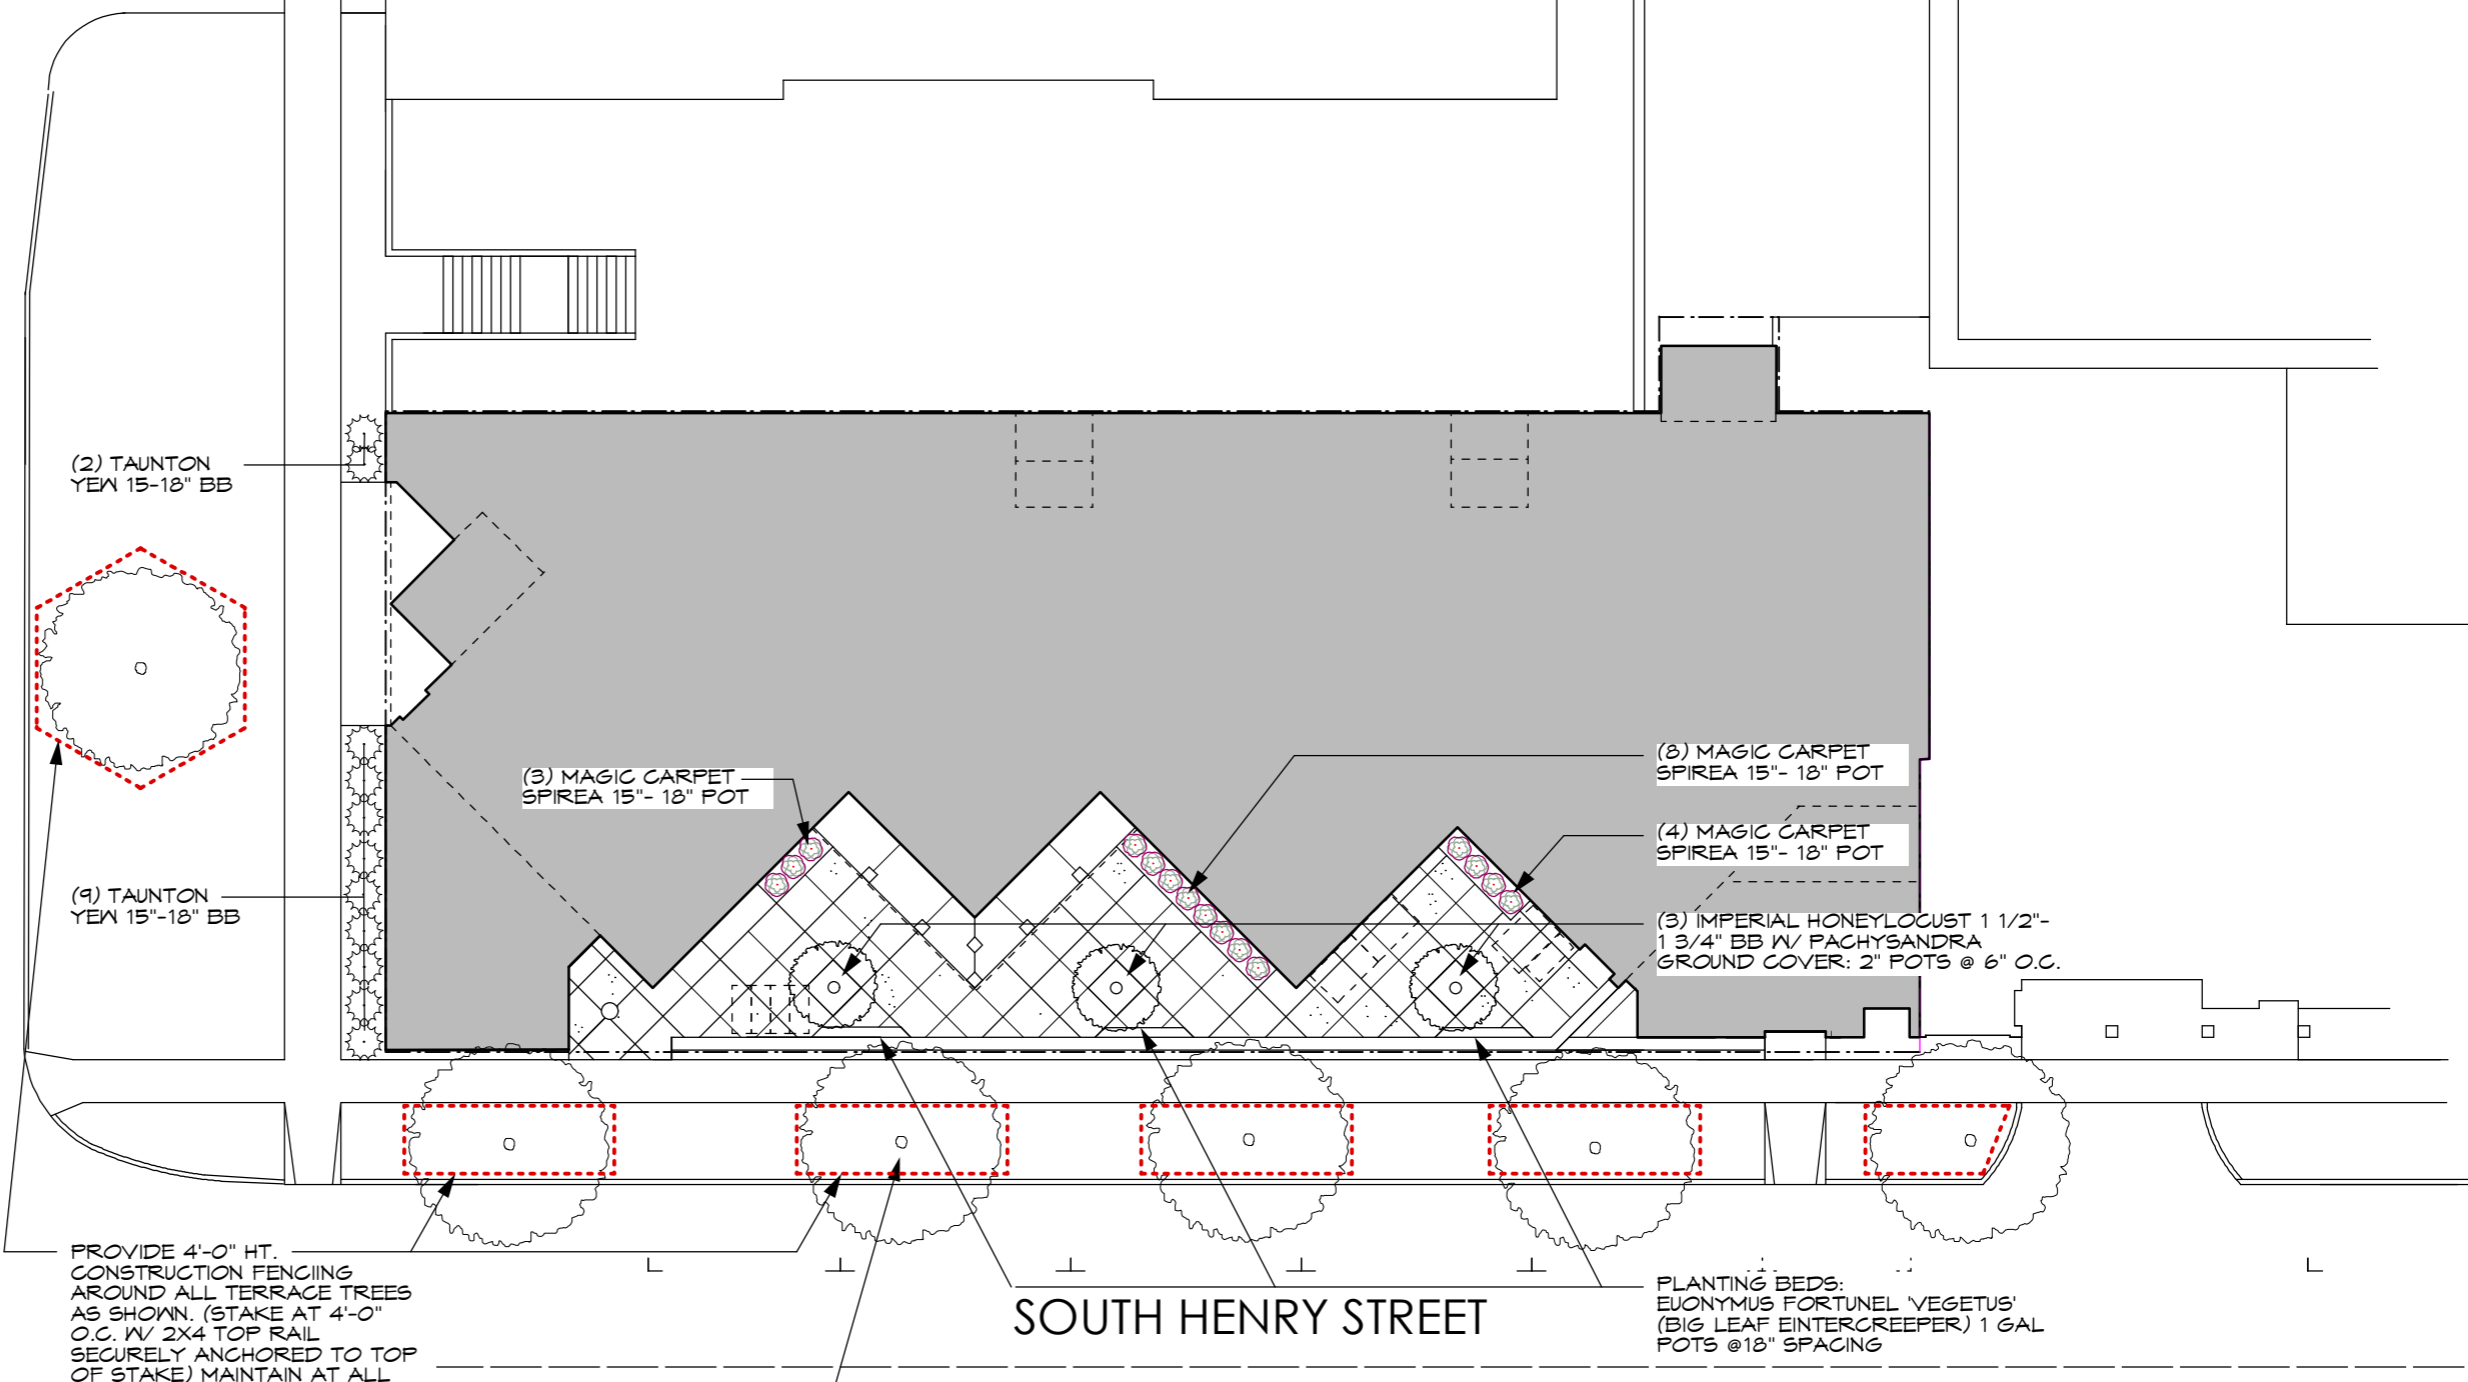 (2) TAUNTON
YEW 15-18" BB
(3) MAGIC CARPET
SPIREA 15"- 18" POT
(8) MAGIC CARPET
SPIREA 15"- 18" POT
(4) MAGIC CARPET
SPIREA 15"- 18" POT
(9) TAUNTON
YEW 15"-18" BB
(3) IMPERIAL HONEYLOCUST 1 1/2"-
1 3/4" BB W/ PACHYSANDRA
GROUND COVER: 2" POTS @ 6" O.C.
PROVIDE 4'-0" HT.
CONSTRUCTION FENCIING
AROUND ALL TERRACE TREES
AS SHOWN. (STAKE AT 4'-0"
O.C. W/ 2X4 TOP RAIL
SECURELY ANCHORED TO TOP
OF STAKE) MAINTAIN AT ALL
SOUTH HENRY STREET
PLANTING BEDS:
EUONYMUS FORTUNEL 'VEGETUS'
(BIG LEAF EINTERCREEPER) 1 GAL
POTS @18" SPACING